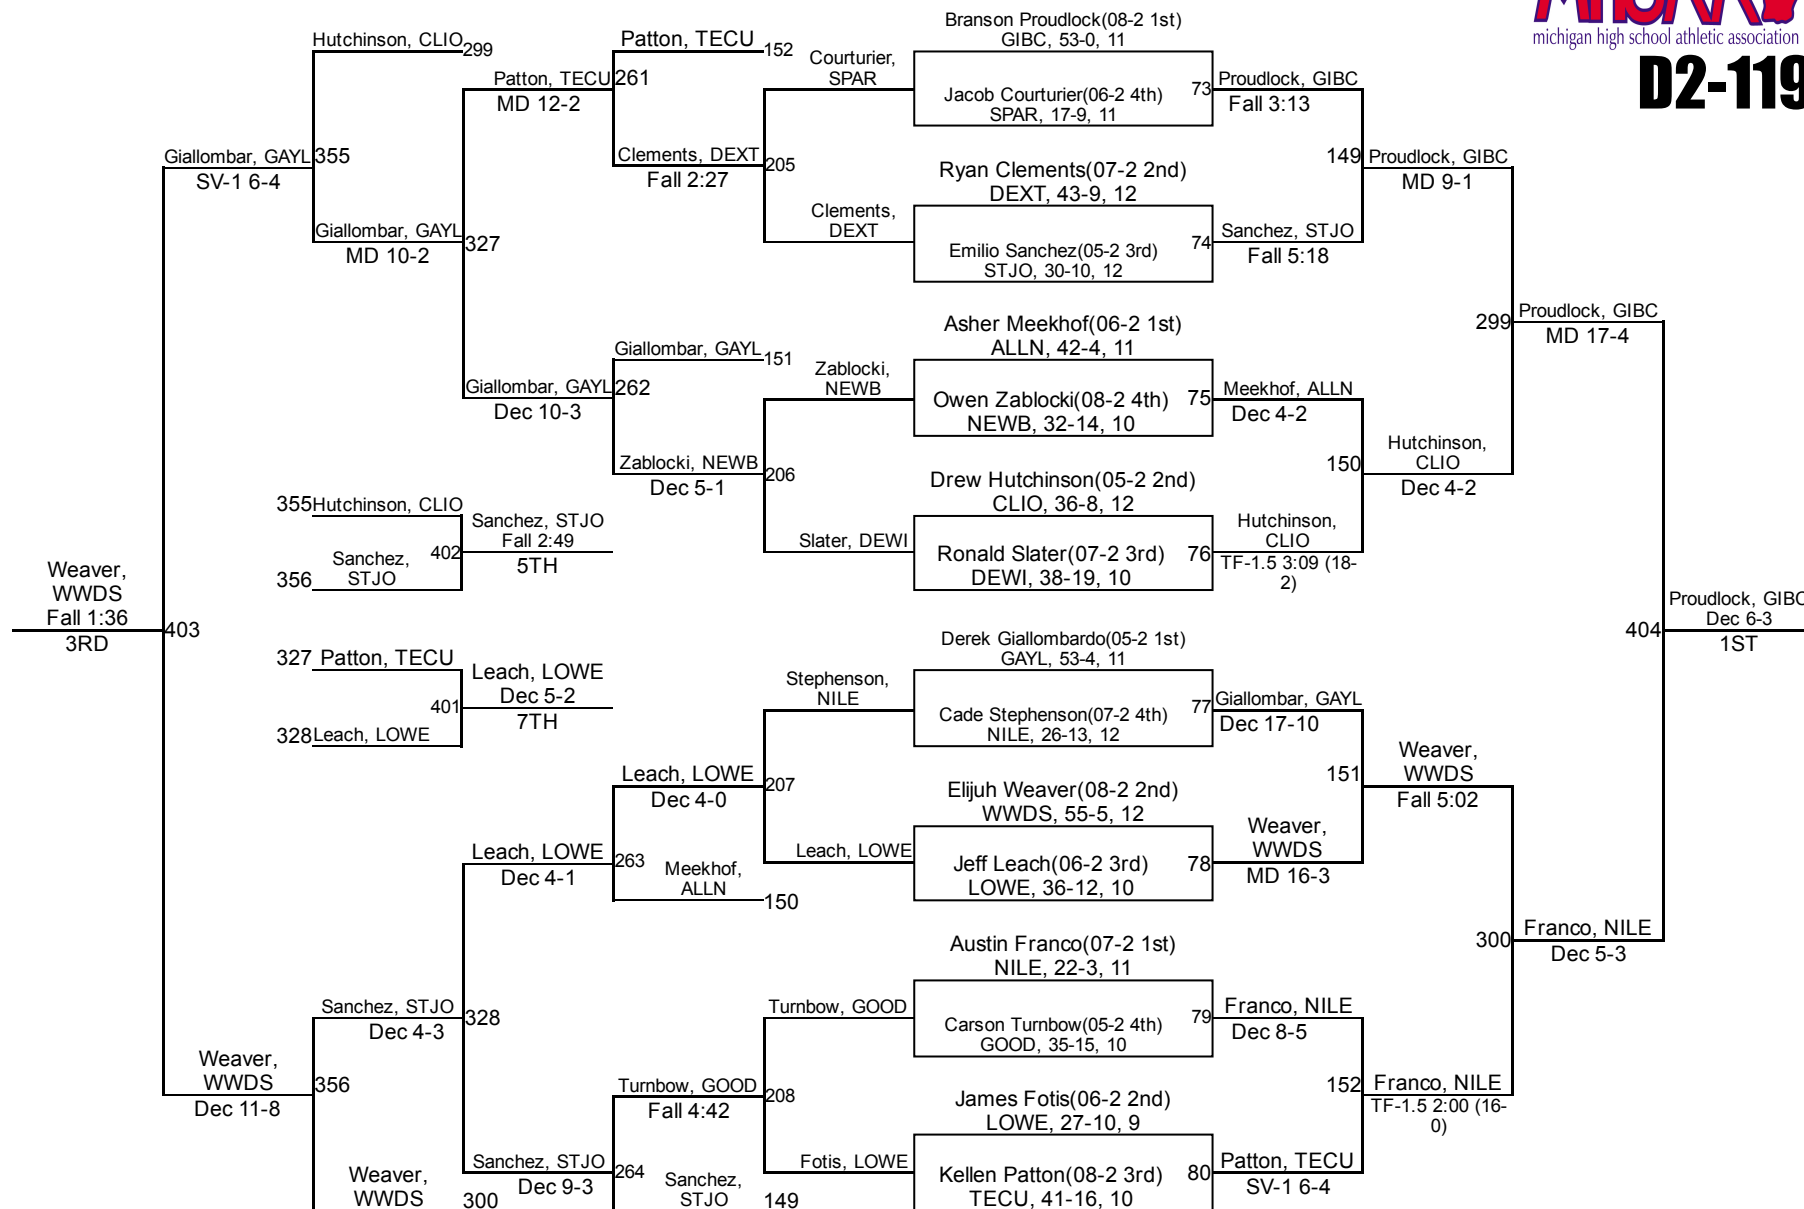 MHSAA
michigan high school athletic association
D2-119
Hutchinson, CLIO
299
Patton, TECU
MD 12-2
261
Patton, TECU
152
Giallombar, GAYL
SV-1 6-4
355
Giallombar, GAYL
MD 10-2
327
Clements, DEXT
Fall 2:27
205
Courturier,
SPAR
Clements,
DEXT
Branson Proudlock(08-2 1st)
GIBC, 53-0, 11
Jacob Courturier(06-2 4th)
SPAR, 17-9, 11
73
Proudlock, GIBC
Fall 3:13
Ryan Clements(07-2 2nd)
DEXT, 43-9, 12
Emilio Sanchez(05-2 3rd)
STJO, 30-10, 12
74
Sanchez, STJO
Fall 5:18
149
Proudlock, GIBC
MD 9-1
Giallombar, GAYL
Dec 10-3
262
Giallombar, GAYL
151
Zablocki, NEWB
Dec 5-1
206
Zablocki,
NEWB
Slater, DEWI
Asher Meekhof(06-2 1st)
ALLN, 42-4, 11
Owen Zablocki(08-2 4th)
NEWB, 32-14, 10
75
Meekhof, ALLN
Dec 4-2
Drew Hutchinson(05-2 2nd)
CLIO, 36-8, 12
Ronald Slater(07-2 3rd)
DEWI, 38-19, 10
76
Hutchinson,
CLIO
TF-1.5 3:09 (18-
2)
150
Hutchinson,
CLIO
Dec 4-2
299
Proudlock, GIBC
MD 17-4
355
Hutchinson, CLIO
356
Sanchez,
STJO
402
Sanchez, STJO
Fall 2:49
5TH
Weaver,
WWDS
Fall 1:36
3RD
403
327
Patton, TECU
328
Leach, LOWE
401
Leach, LOWE
Dec 5-2
7TH
404
Proudlock, GIBC
Dec 6-3
1ST
Derek Giallombardo(05-2 1st)
GAYL, 53-4, 11
Cade Stephenson(07-2 4th)
NILE, 26-13, 12
77
Giallombar, GAYL
Dec 17-10
Stephenson,
NILE
Leach, LOWE
Dec 4-0
207
Leach, LOWE
Elijuh Weaver(08-2 2nd)
WWDS, 55-5, 12
Jeff Leach(06-2 3rd)
LOWE, 36-12, 10
78
Weaver,
WWDS
MD 16-3
151
Weaver,
WWDS
Fall 5:02
Leach, LOWE
Dec 4-1
263
Meekhof,
ALLN
150
Austin Franco(07-2 1st)
NILE, 22-3, 11
Carson Turnbow(05-2 4th)
GOOD, 35-15, 10
79
Franco, NILE
Dec 8-5
300
Franco, NILE
Dec 5-3
Sanchez, STJO
Dec 4-3
328
Turnbow, GOOD
Weaver,
WWDS
Dec 11-8
356
Turnbow, GOOD
Fall 4:42
208
James Fotis(06-2 2nd)
LOWE, 27-10, 9
Kellen Patton(08-2 3rd)
TECU, 41-16, 10
80
Patton, TECU
SV-1 6-4
152
Franco, NILE
TF-1.5 2:00 (16-
0)
Fotis, LOWE
Weaver,
WWDS
300
Sanchez, STJO
Dec 9-3
264
Sanchez,
STJO
149